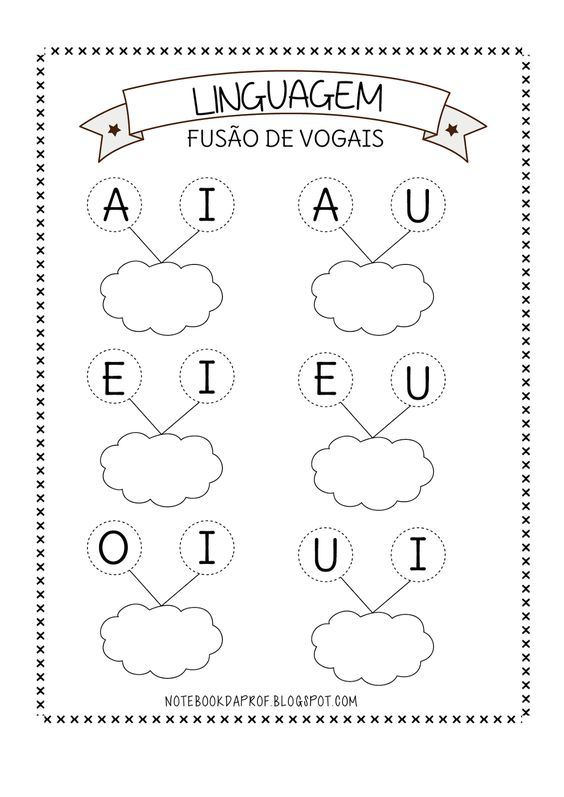 LINGUAGEM
FUSÃO DE VOGAIS
A I A U
E I E U
O I U I
NOTEBOOKDAPROF.BLOGSPOT.COM